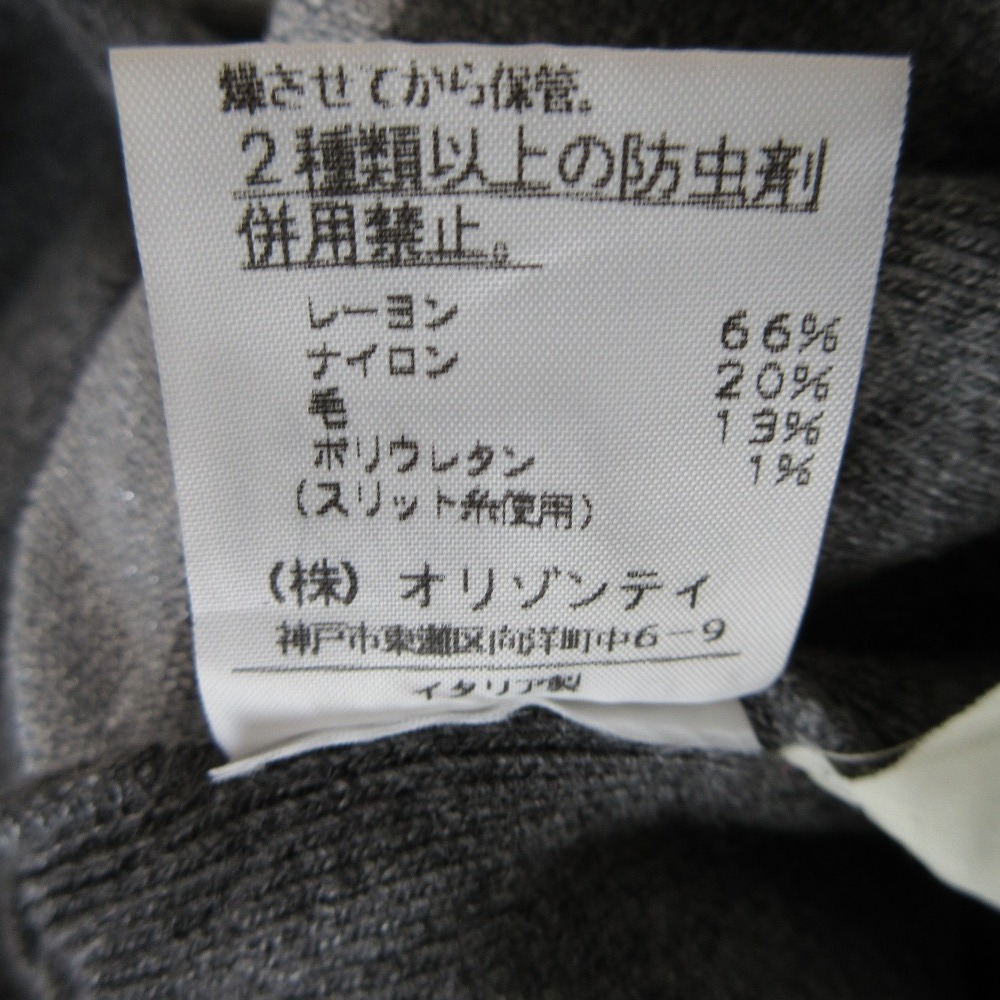 燥させてから保管。
2種類以上の防虫剤
併用禁止。
レーヨン 66%
ナイロン 20%
毛 13%
ポリウレタン 1%
(スリット糸使用)
(株) オリゾンティ
神戸市東灘区向洋町中6-9
イタリア製